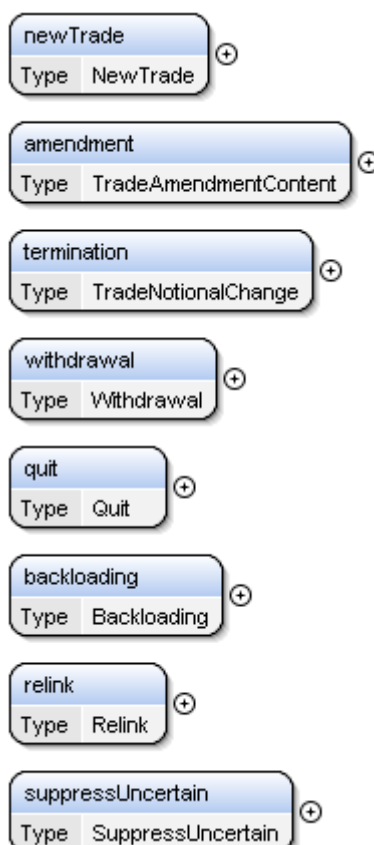 newTrade
Type NewTrade
amendment
Type TradeAmendmentContent
termination
Type TradeNotionalChange
withdrawal
Type Withdrawal
quit
Type Quit
backloading
Type Backloading
relink
Type Relink
suppressUncertain
Type SuppressUncertain